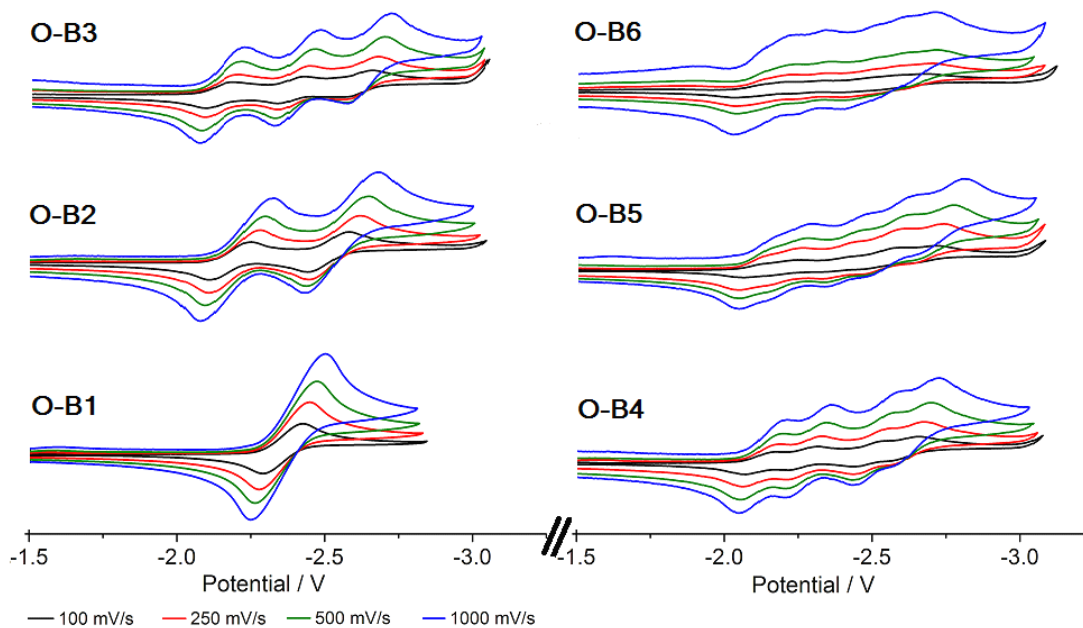 O-B3
O-B6
O-B2
O-B5
O-B1
O-B4
-1.5 -2.0 -2.5 -3.0 -1.5 -2.0 -2.5 -3.0
Potential / V Potential / V
100 mV/s 250 mV/s 500 mV/s 1000 mV/s